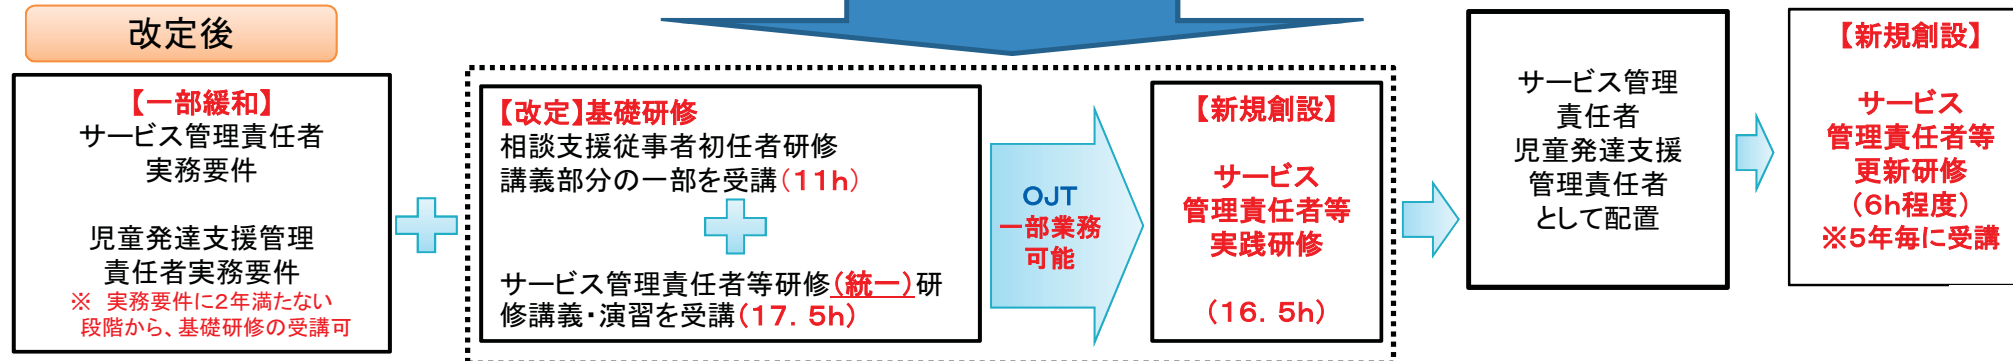 改定後
【一部緩和】
サービス管理責任者
実務要件
児童発達支援管理
責任者実務要件
※ 実務要件に2年満たない
段階から、基礎研修の受講可
【改定】基礎研修
相談支援従事者初任者研修
講義部分の一部を受講(11h)
サービス管理責任者等研修(統一)研
修講義・演習を受講(17.5h)
OJT
一部業務
可能
【新規創設】
サービス
管理責任者等
実践研修
(16.5h)
サービス管理
責任者
児童発達支援
管理責任者
として配置
【新規創設】
サービス
管理責任者等
更新研修
(6h程度)
※5年毎に受講